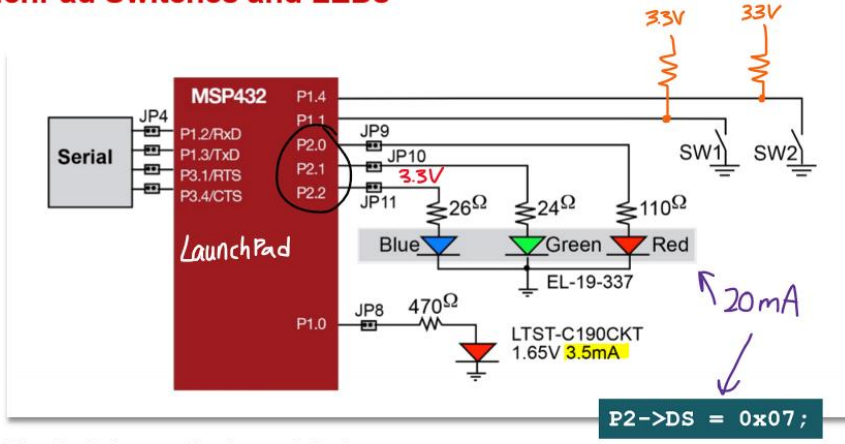 3.3V
33V
MSP432
P1.4
P1.1
JP4
JP9
P1.2/RxD
P2.0
Serial
P1.3/TxD
JP10
SW1
SW2
P2.1
3.3V
P3.1/RTS
P2.2
P3.4/CTS
JP11
26Ω
24Ω
110Ω
LaunchPad
Blue
Green
Red
EL-19-337
20mA
JP8
470Ω
P1.0
LTST-C190CKT
1.65V 3.5mA
P2->DS = 0x07;